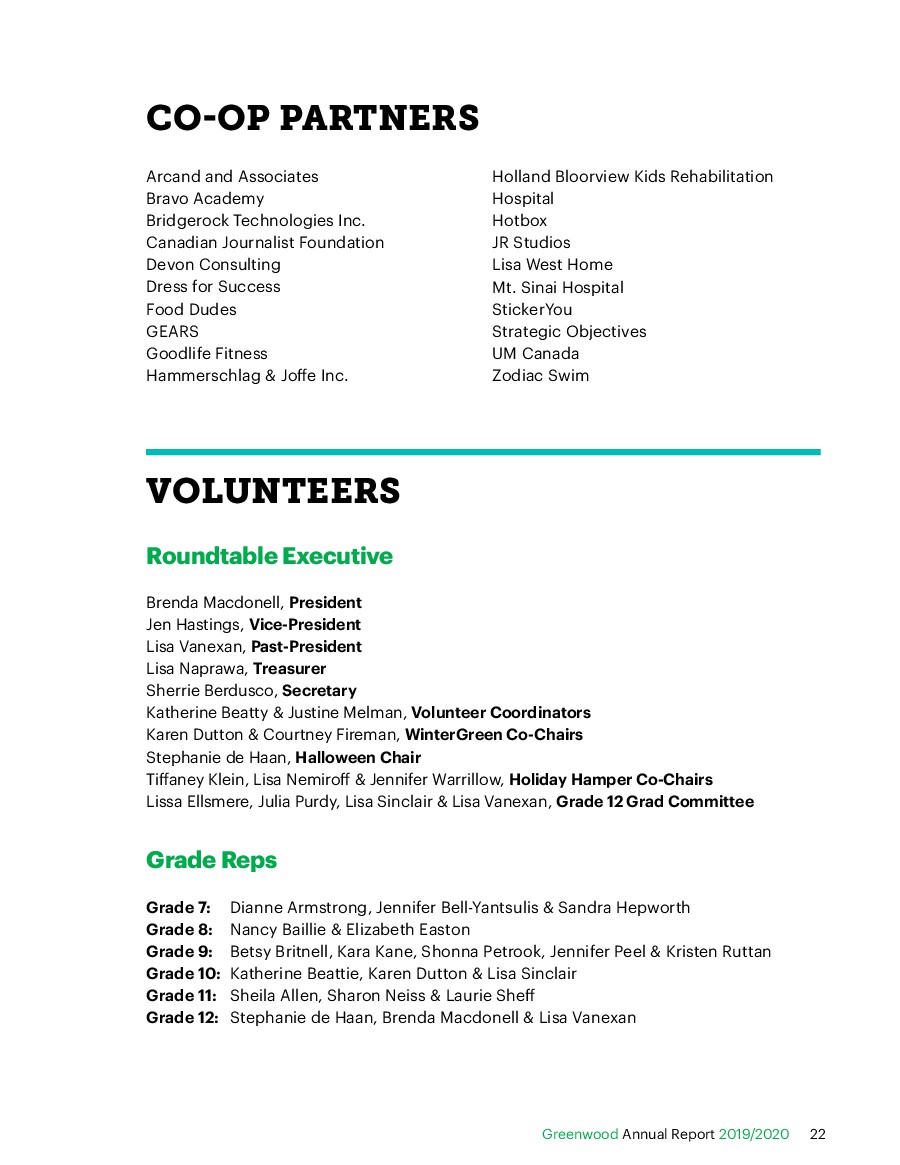 CO-OP PARTNERS
Arcand and Associates
Bravo Academy
Bridgerock Technologies Inc.
Canadian Journalist Foundation
Devon Consulting
Dress for Success
Food Dudes
GEARS
Goodlife Fitness
Hammerschlag & Joffe Inc.
Holland Bloorview Kids Rehabilitation
Hospital
Hotbox
JR Studios
Lisa West Home
Mt. Sinai Hospital
StickerYou
Strategic Objectives
UM Canada
Zodiac Swim
VOLUNTEERS
Roundtable Executive
Brenda Macdonell, President
Jen Hastings, Vice-President
Lisa Vanexan, Past-President
Lisa Naprawa, Treasurer
Sherrie Berdusco, Secretary
Katherine Beatty & Justine Melman, Volunteer Coordinators
Karen Dutton & Courtney Fireman, WinterGreen Co-Chairs
Stephanie de Haan, Halloween Chair
Tiffaney Klein, Lisa Nemiroff & Jennifer Warrillow, Holiday Hamper Co-Chairs
Lissa Ellsmere, Julia Purdy, Lisa Sinclair & Lisa Vanexan, Grade 12 Grad Committee
Grade Reps
Grade 7: Dianne Armstrong, Jennifer Bell-Yantsulis & Sandra Hepworth
Grade 8: Nancy Baillie & Elizabeth Easton
Grade 9: Betsy Britnell, Kara Kane, Shonna Petrook, Jennifer Peel & Kristen Ruttan
Grade 10: Katherine Beattie, Karen Dutton & Lisa Sinclair
Grade 11: Sheila Allen, Sharon Neiss & Laurie Sheff
Grade 12: Stephanie de Haan, Brenda Macdonell & Lisa Vanexan
Greenwood Annual Report 2019/2020 22